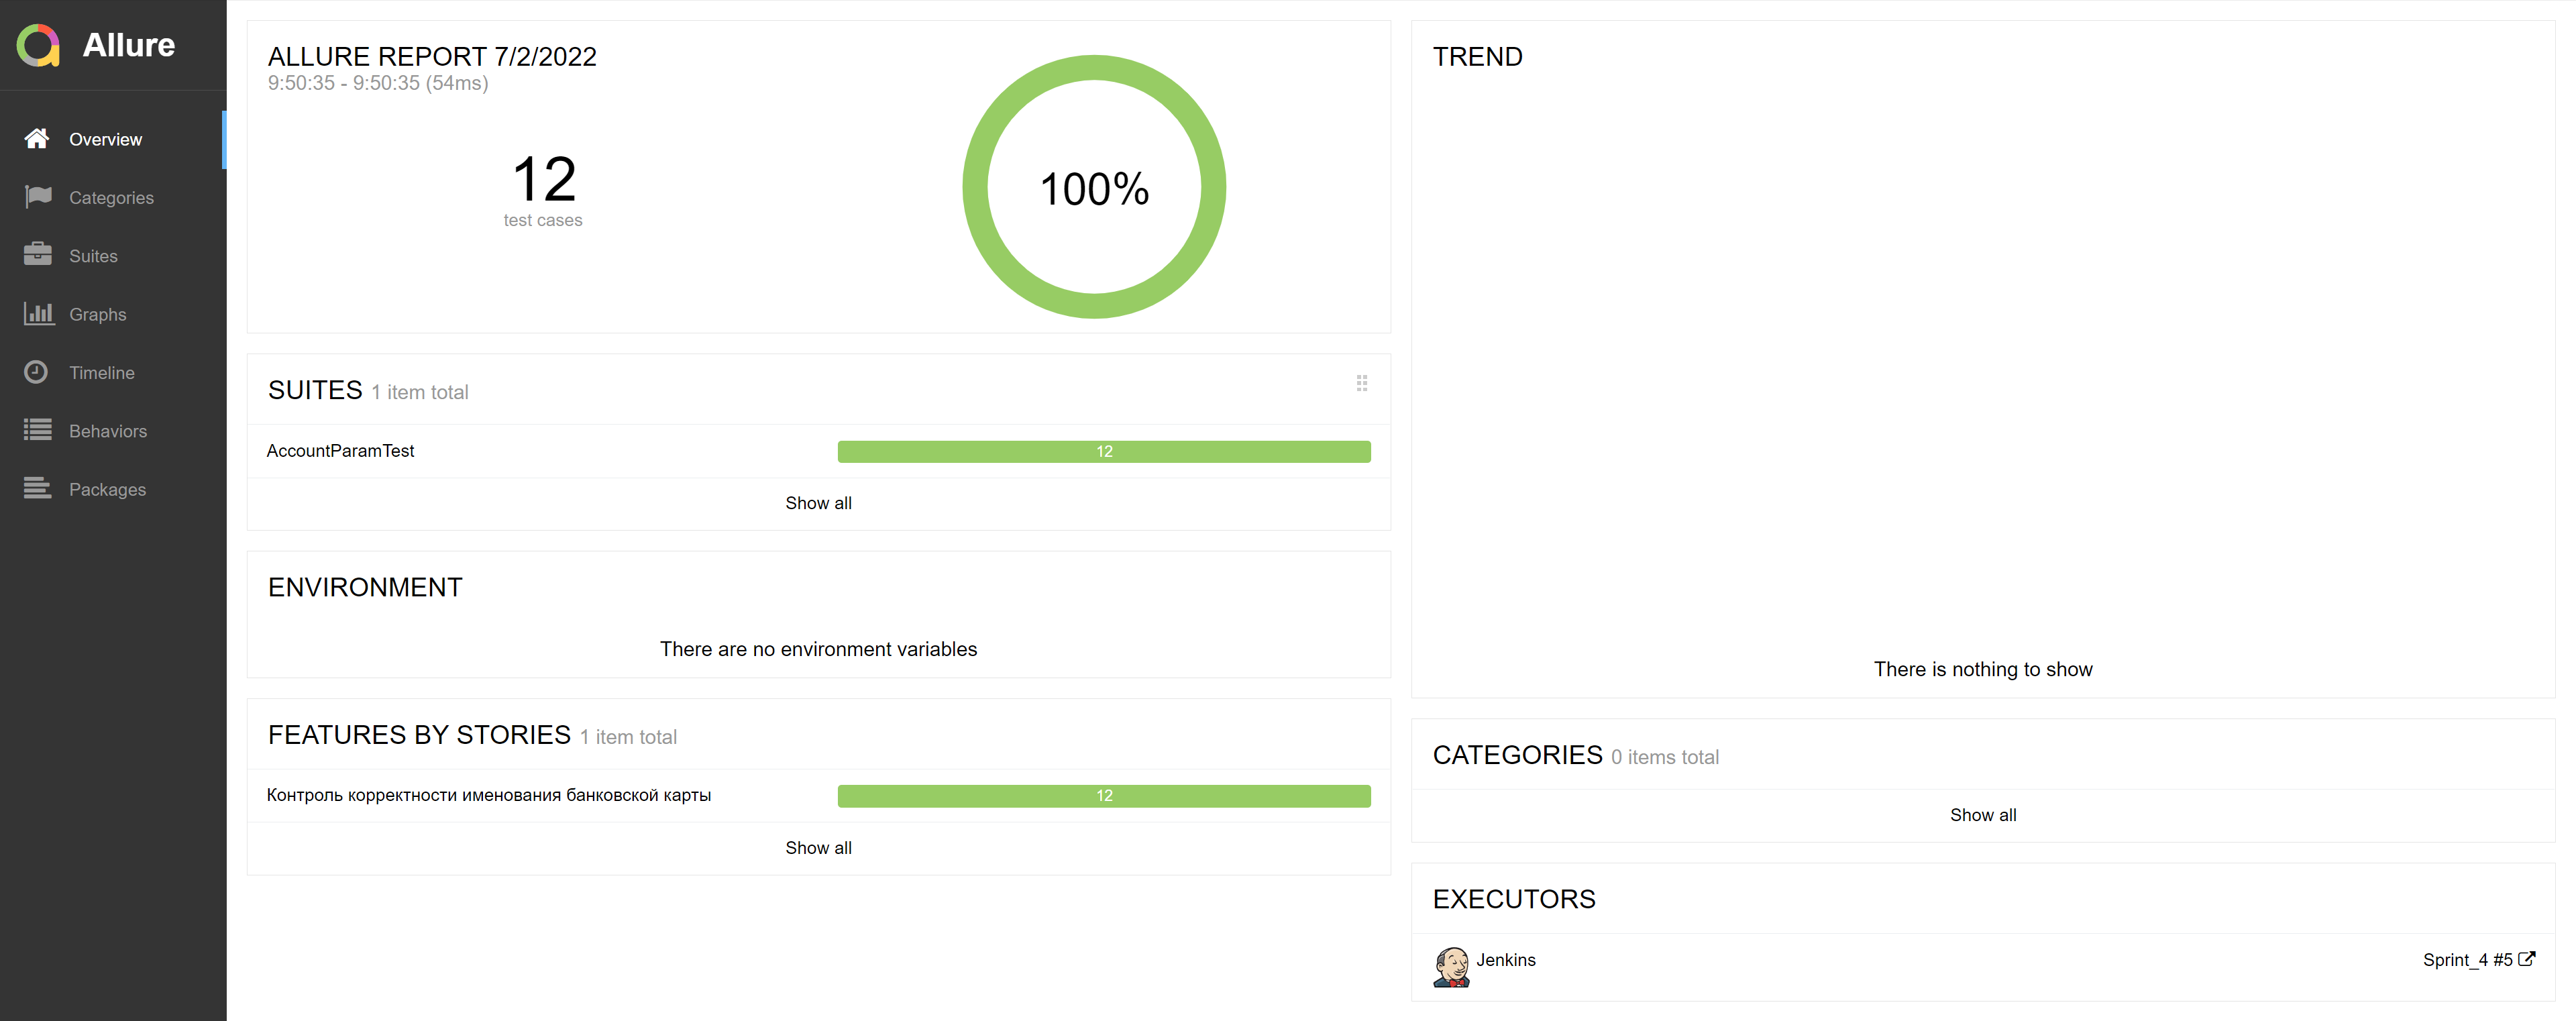 Allure
Overview
Categories
Suites
Graphs
Timeline
Behaviors
Packages
ALLURE REPORT 7/2/2022
9:50:35 - 9:50:35 (54ms)
12
test cases
100%
SUITES 1 item total
AccountParamTest 12
Show all
ENVIRONMENT
There are no environment variables
FEATURES BY STORIES 1 item total
Контроль корректности именования банковской карты 12
Show all
TREND
There is nothing to show
CATEGORIES 0 items total
Show all
EXECUTORS
Jenkins Sprint_4 #5